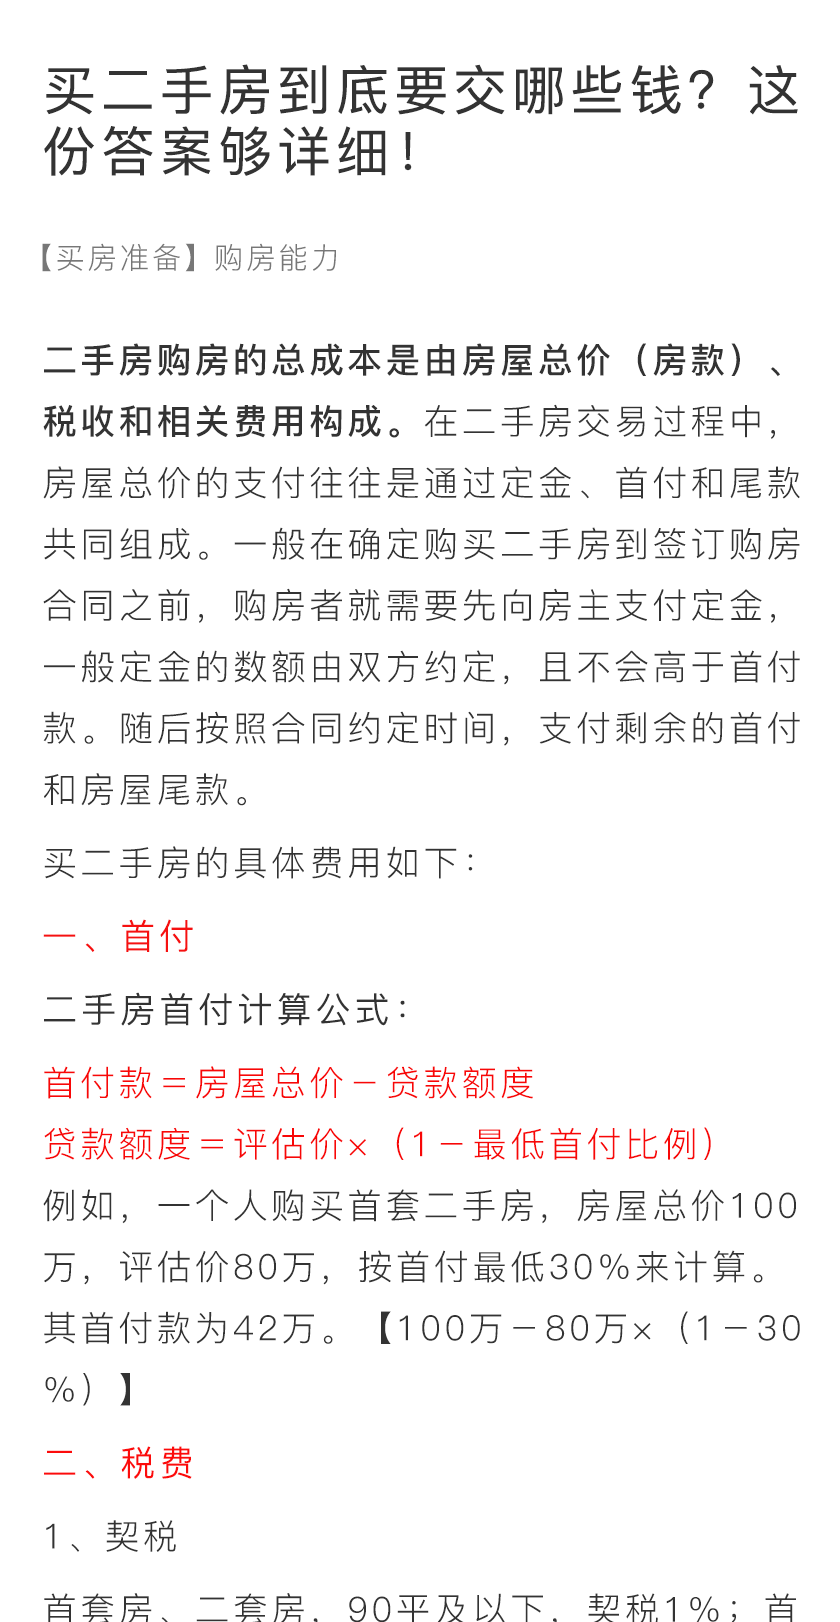 买二手房到底要交哪些钱？这
份答案够详细！
【买房准备】购房能力
二手房购房的总成本是由房屋总价（房款）、
税收和相关费用构成。在二手房交易过程中，
房屋总价的支付往往是通过定金、首付和尾款
共同组成。一般在确定购买二手房到签订购房
合同之前，购房者就需要先向房主支付定金，
一般定金的数额由双方约定，且不会高于首付
款。随后按照合同约定时间，支付剩余的首付
和房屋尾款。
买二手房的具体费用如下：
一、首付
二手房首付计算公式：
首付款＝房屋总价－贷款额度
贷款额度＝评估价×（1－最低首付比例）
例如，一个人购买首套二手房，房屋总价100
万，评估价80万，按首付最低30%来计算。
其首付款为42万。【100万－80万×（1－30
%）】
二、税费
1、契税
首套房、二套房，90平及以下，契税1%；首